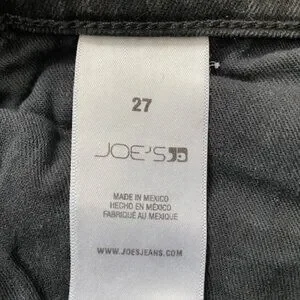 27
JOE'S
MADE IN MEXICO
HECHO EN MÉXICO
FABRIQUÉ AU MEXIQUE
WWW.JOESJEANS.COM